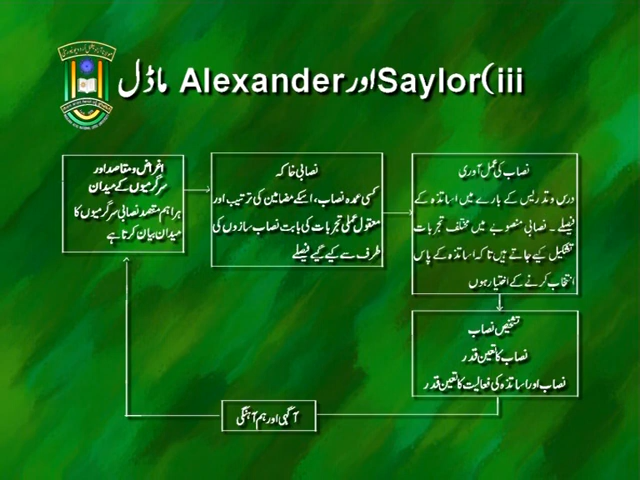 iii) Saylor اور Alexander ماڈل
اغراض و مقاصد اور
سرگرمیوں کے میدان
ہر اہم مقصد نصابی سرگرمیوں کا
میدان بیان کرتا ہے
نصابی خاکہ
کسی عمدہ نصاب، اسکے مضامین کی ترتیب اور
معقول عملی تجربات کی بابت نصاب سازوں کی
طرف سے کیے گیے فیصلے
نصاب کی عمل آوری
درس و تدریس کے بارے میں اساتذہ کے
فیصلے ۔ نصابی منصوبے میں مختلف تجربات
تشکیل کیے جاتے ہیں تاکہ اساتذہ کے پاس
انتخاب کرنے کے اختیار ہوں
تشخیص نصاب
نصاب کا تعین قدر
نصاب اور اساتذہ کی فعالیت کا تعین قدر
آگہی اور ہم آہنگی